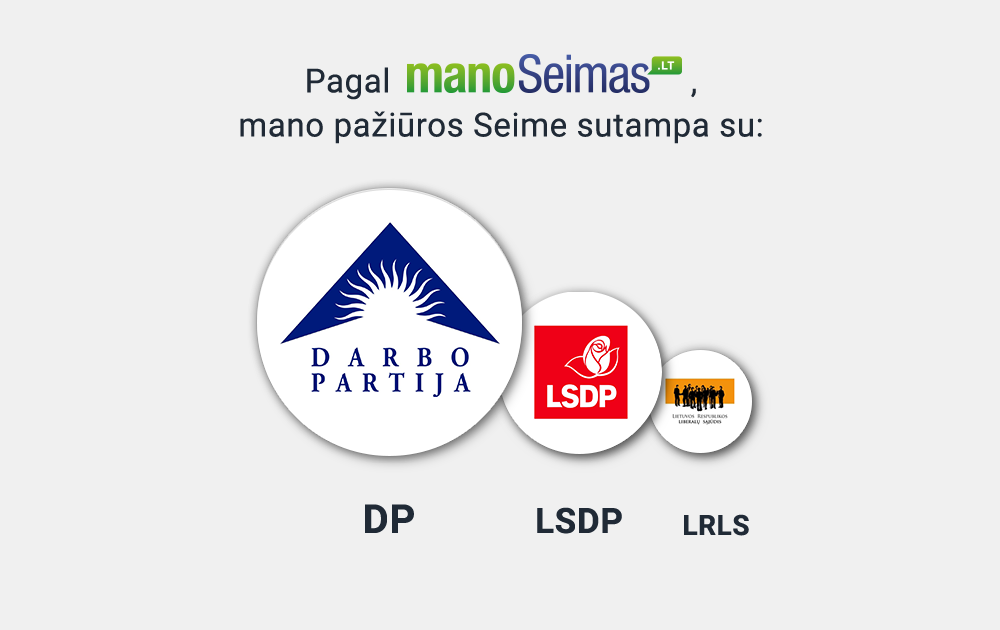 Pagal manoSeimas.LT ,
mano pažiūros Seime sutampa su:
DARBO
PARTIJA
LSDP
LIETUVOS RESPUBLIKOS
LIBERALŲ SĄJŪDIS
DP
LSDP
LRLS